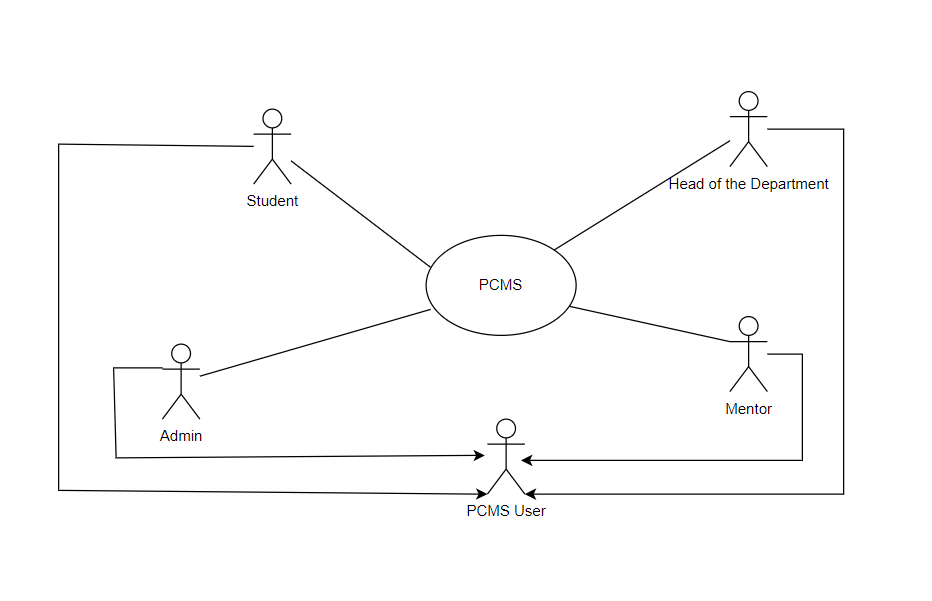 Student
Head of the Department
PCMS
Admin
Mentor
PCMS User